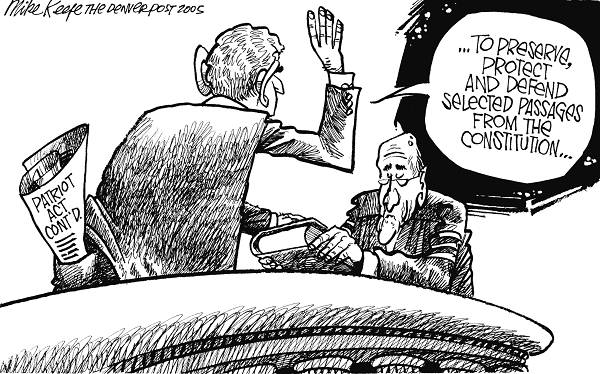 Mike Keefe THE DENVER POST 2005
...TO PRESERVE,
PROTECT
AND DEFEND
SELECTED PASSAGES
FROM THE
CONSTITUTION...
PATRIOT
ACT
CONT'D.